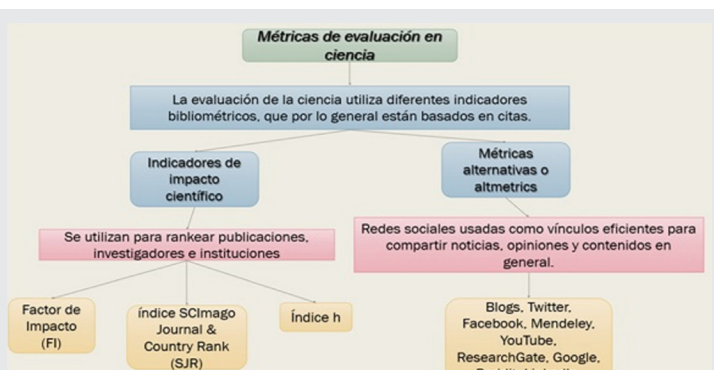 Métricas de evaluación en
ciencia
La evaluación de la ciencia utiliza diferentes indicadores
bibliométricos, que por lo general están basados en citas.
Indicadores de
impacto
científico
Métricas
alternativas o
altmetrics
Se utilizan para rankear publicaciones,
investigadores e instituciones
Redes sociales usadas como vínculos eficientes para
compartir noticias, opiniones y contenidos en
general.
Factor de
Impacto
(FI)
índice SCImago
Journal &
Country Rank
(SJR)
Índice h
Blogs, Twitter,
Facebook, Mendeley,
YouTube,
ResearchGate, Google,